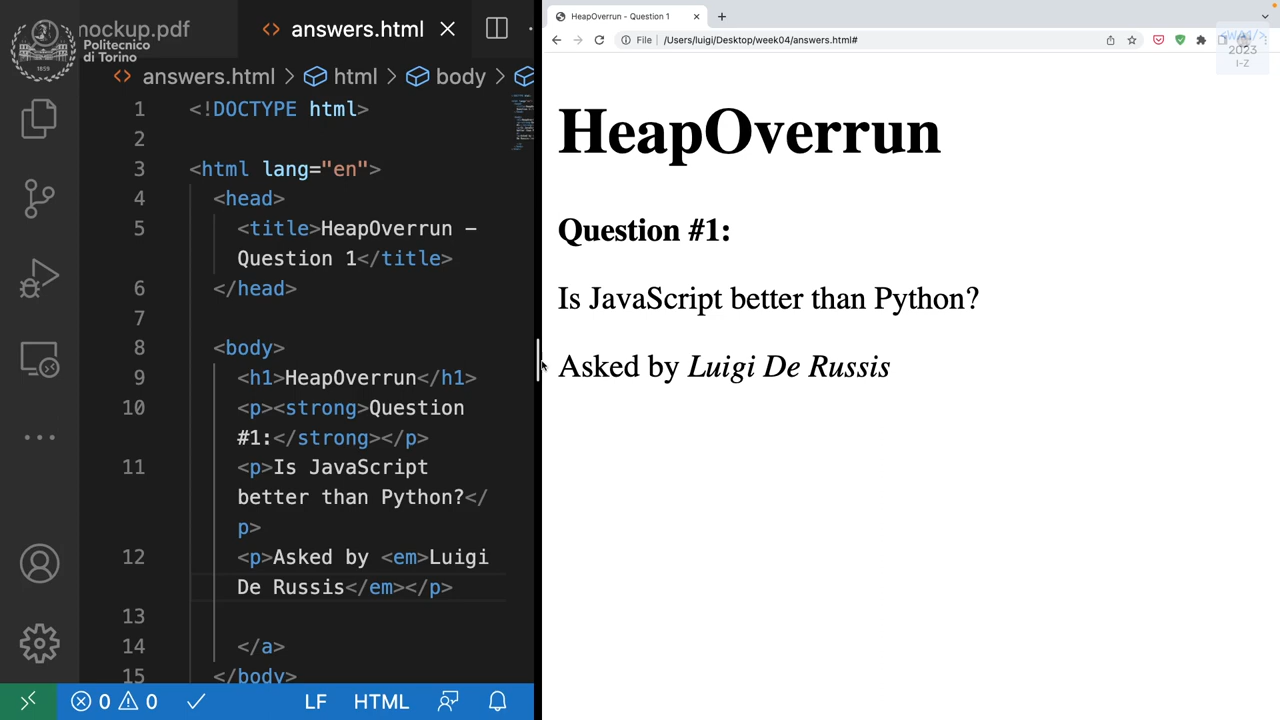 mockup.pdf
answers.html
Politecnico
di Torino
1859
answers.html > html > body >
1 <!DOCTYPE html>
2
3 <html lang="en">
4 <head>
5 <title>HeapOverrun –
Question 1</title>
6 </head>
7
8 <body>
9 <h1>HeapOverrun</h1>
10 <p><strong>Question
#1:</strong></p>
11 <p>Is JavaScript
better than Python?</
p>
12 <p>Asked by <em>Luigi
De Russis</em></p>
13
14 </a>
15 </body>
0 0
LF HTML
HeapOverrun - Question 1
File /Users/luigi/Desktop/week04/answers.html#
<WA1/>
2023
I-Z
HeapOverrun
Question #1:
Is JavaScript better than Python?
Asked by Luigi De Russis